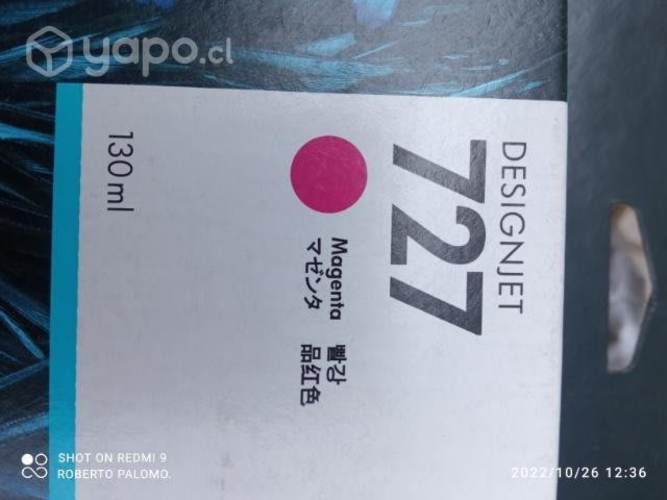 yapo.cl
DESIGNJET
727
Magenta 빨강
マゼンタ 品红色
130 ml
SHOT ON REDMI 9
ROBERTO PALOMO.
2022/10/26 12:36